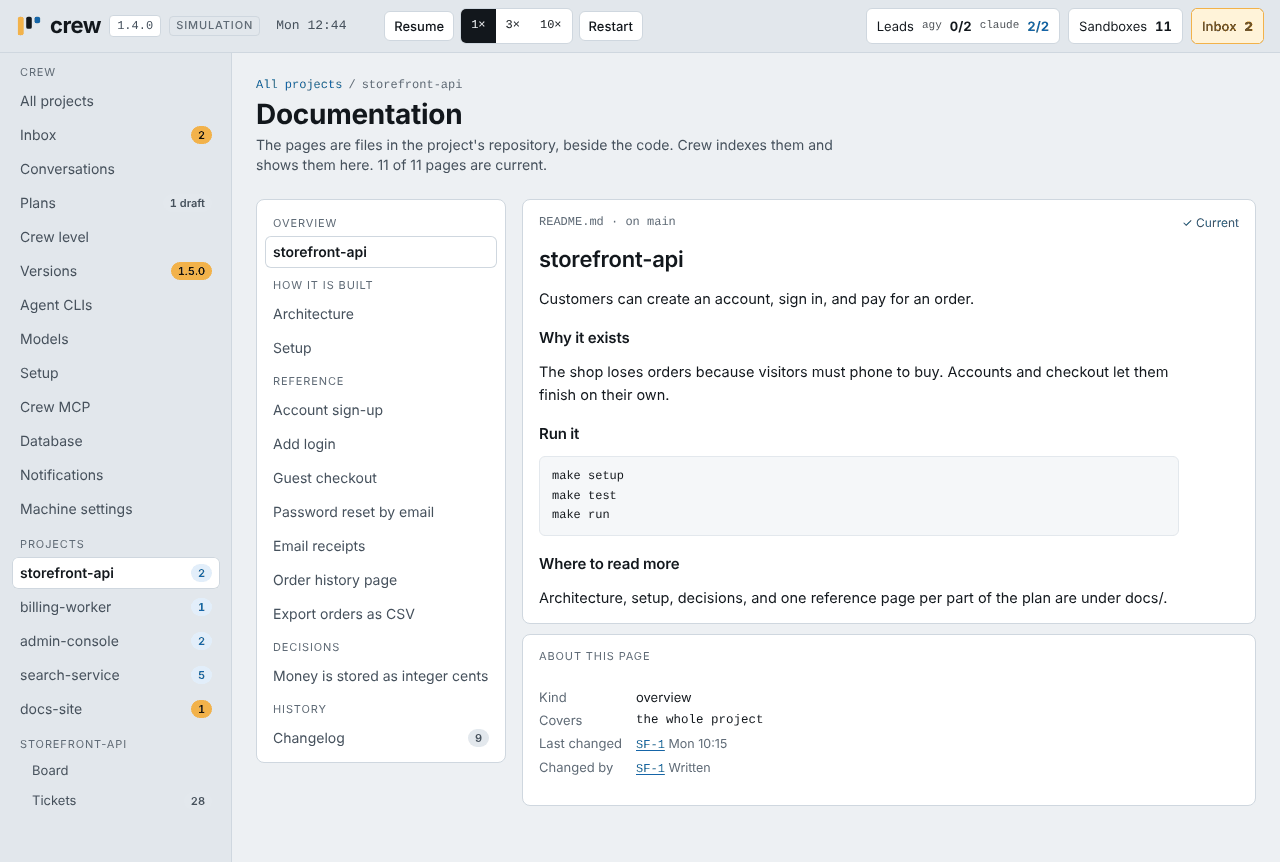 crew 1.4.0 SIMULATION Mon 12:44 Resume 1× 3× 10× Restart Leads agy 0/2 claude 2/2 Sandboxes 11 Inbox 2
CREW
All projects
Inbox 2
Conversations
Plans 1 draft
Crew level
Versions 1.5.0
Agent CLIs
Models
Setup
Crew MCP
Database
Notifications
Machine settings
PROJECTS
storefront-api 2
billing-worker 1
admin-console 2
search-service 5
docs-site 1
STOREFRONT-API
Board
Tickets 28
All projects / storefront-api
Documentation
The pages are files in the project's repository, beside the code. Crew indexes them and
shows them here. 11 of 11 pages are current.
OVERVIEW
storefront-api
HOW IT IS BUILT
Architecture
Setup
REFERENCE
Account sign-up
Add login
Guest checkout
Password reset by email
Email receipts
Order history page
Export orders as CSV
DECISIONS
Money is stored as integer cents
HISTORY
Changelog 9
README.md · on main ✓ Current
storefront-api
Customers can create an account, sign in, and pay for an order.
Why it exists
The shop loses orders because visitors must phone to buy. Accounts and checkout let them
finish on their own.
Run it
make setup
make test
make run
Where to read more
Architecture, setup, decisions, and one reference page per part of the plan are under docs/.
ABOUT THIS PAGE
Kind overview
Covers the whole project
Last changed SF-1 Mon 10:15
Changed by SF-1 Written